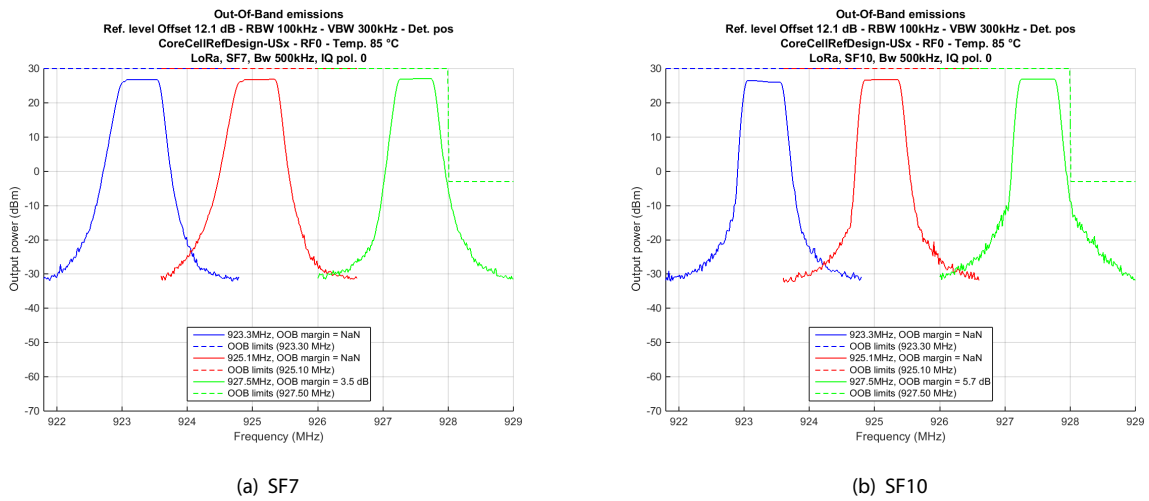 Out-Of-Band emissions
Ref. level Offset 12.1 dB - RBW 100kHz - VBW 300kHz - Det. pos
CoreCellRefDesign-USx - RF0 - Temp. 85 °C
LoRa, SF7, Bw 500kHz, IQ pol. 0
30
20
10
0
-10
-20
-30
-40
-50
-60
-70
Output power (dBm)
923.3MHz, OOB margin = NaN
OOB limits (923.30 MHz)
925.1MHz, OOB margin = NaN
OOB limits (925.10 MHz)
927.5MHz, OOB margin = 3.5 dB
OOB limits (927.50 MHz)
922 923 924 925 926 927 928 929
Frequency (MHz)
(a) SF7
Out-Of-Band emissions
Ref. level Offset 12.1 dB - RBW 100kHz - VBW 300kHz - Det. pos
CoreCellRefDesign-USx - RF0 - Temp. 85 °C
LoRa, SF10, Bw 500kHz, IQ pol. 0
30
20
10
0
-10
-20
-30
-40
-50
-60
-70
Output power (dBm)
923.3MHz, OOB margin = NaN
OOB limits (923.30 MHz)
925.1MHz, OOB margin = NaN
OOB limits (925.10 MHz)
927.5MHz, OOB margin = 5.7 dB
OOB limits (927.50 MHz)
922 923 924 925 926 927 928 929
Frequency (MHz)
(b) SF10